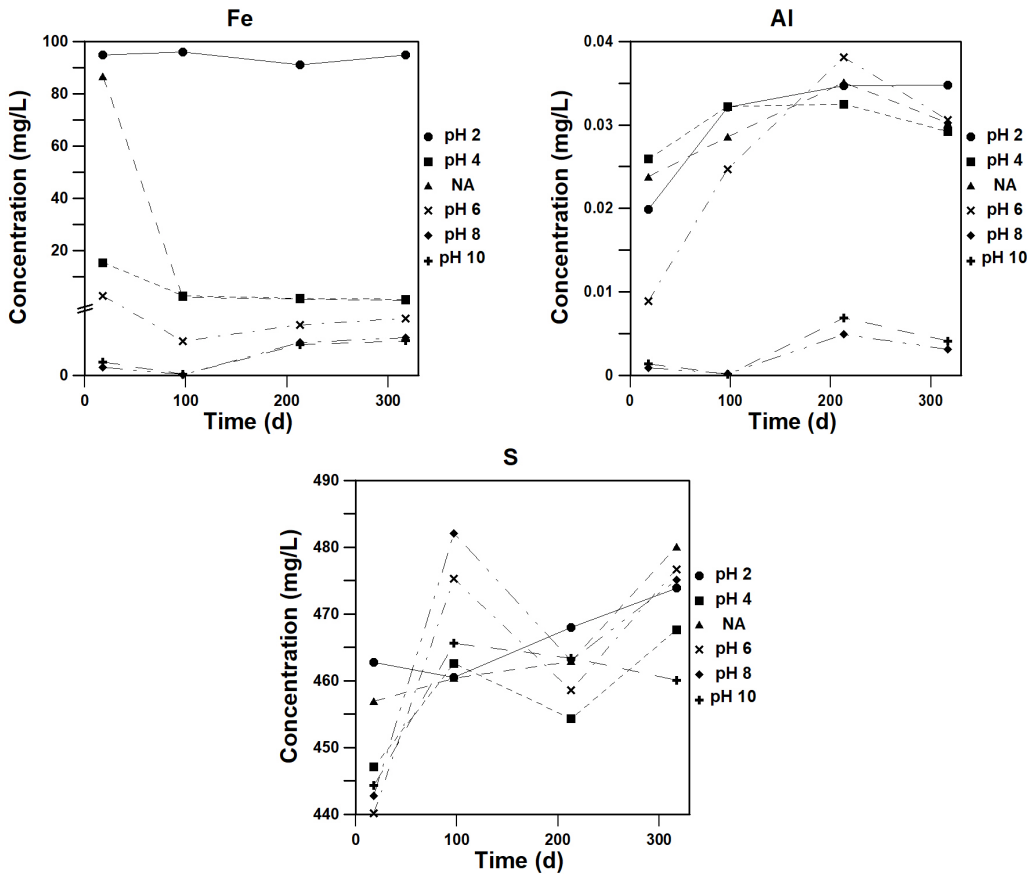 Fe
Concentration (mg/L)
100
80
60
40
20
0
0 100 200 300
Time (d)
pH 2
pH 4
NA
pH 6
pH 8
pH 10
Al
Concentration (mg/L)
0.04
0.03
0.02
0.01
0
0 100 200 300
Time (d)
pH 2
pH 4
NA
pH 6
pH 8
pH 10
S
Concentration (mg/L)
490
480
470
460
450
440
0 100 200 300
Time (d)
pH 2
pH 4
NA
pH 6
pH 8
pH 10